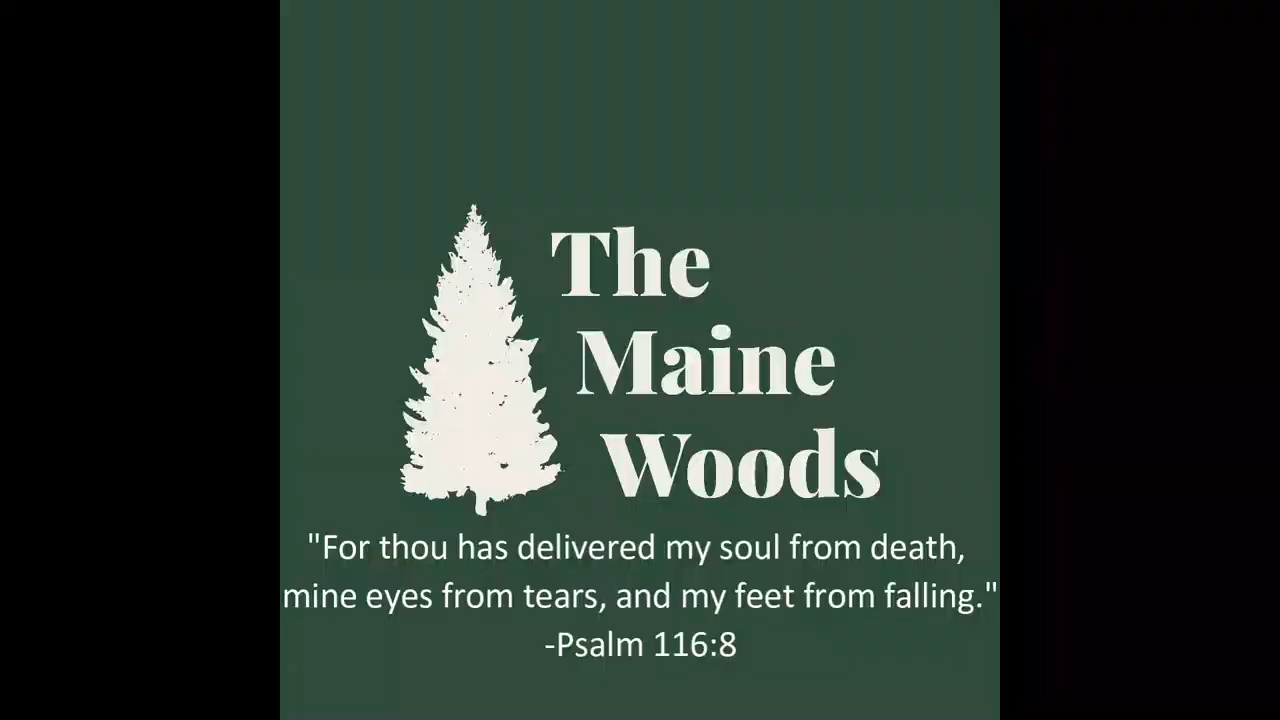 The
Maine
Woods
"For thou has delivered my soul from death,
mine eyes from tears, and my feet from falling."
-Psalm 116:8